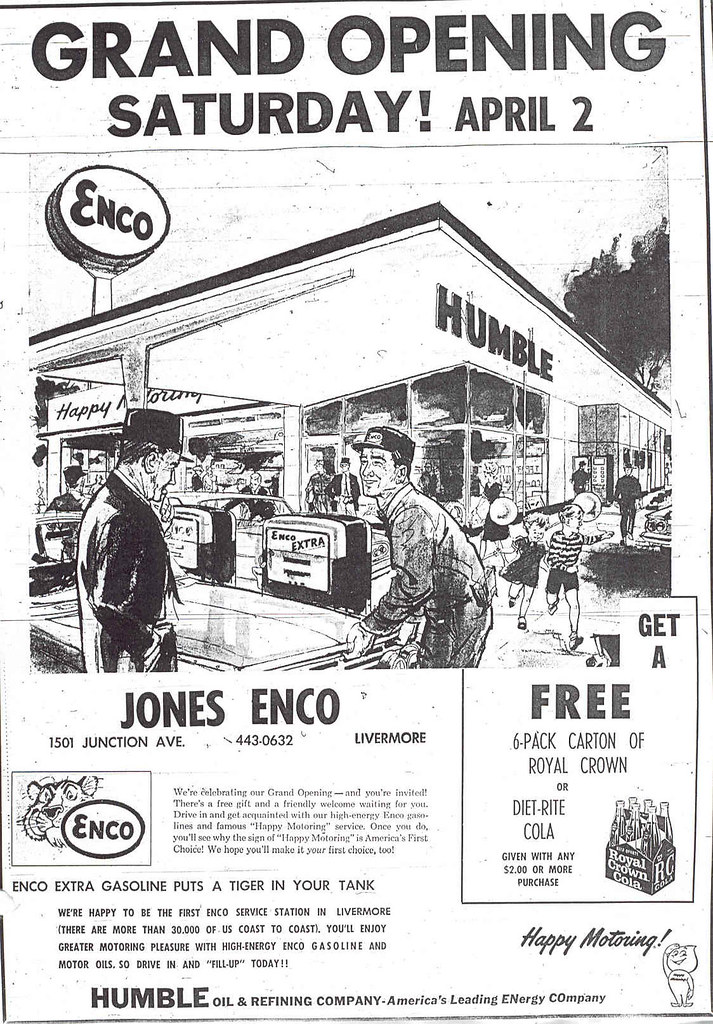 GRAND OPENING
SATURDAY! APRIL 2
ENCO
HUMBLE
Happy Motoring
ENCO
ENCO
EXTRA
GET
A
FREE
6-PACK CARTON OF
ROYAL CROWN
OR
DIET-RITE
COLA
GIVEN WITH ANY
$2.00 OR MORE
PURCHASE
Royal
Crown
Cola
RC
COLA
JONES ENCO
1501 JUNCTION AVE. 443-0632 LIVERMORE
ENCO
We're celebrating our Grand Opening—and you're invited!
There's a free gift and a friendly welcome waiting for you.
Drive in and get acquainted with our high-energy Enco gaso-
lines and famous "Happy Motoring" service. Once you do,
you'll see why the sign of "Happy Motoring" is America's First
Choice! We hope you'll make it your first choice, too!
ENCO EXTRA GASOLINE PUTS A TIGER IN YOUR TANK
WE'RE HAPPY TO BE THE FIRST ENCO SERVICE STATION IN LIVERMORE
(THERE ARE MORE THAN 30.000 OF US COAST TO COAST). YOU'LL ENJOY
GREATER MOTORING PLEASURE WITH HIGH-ENERGY ENCO GASOLINE AND
MOTOR OILS. SO DRIVE IN AND "FILL-UP" TODAY!!
Happy Motoring!
HUMBLE OIL & REFINING COMPANY-America's Leading ENergy COmpany